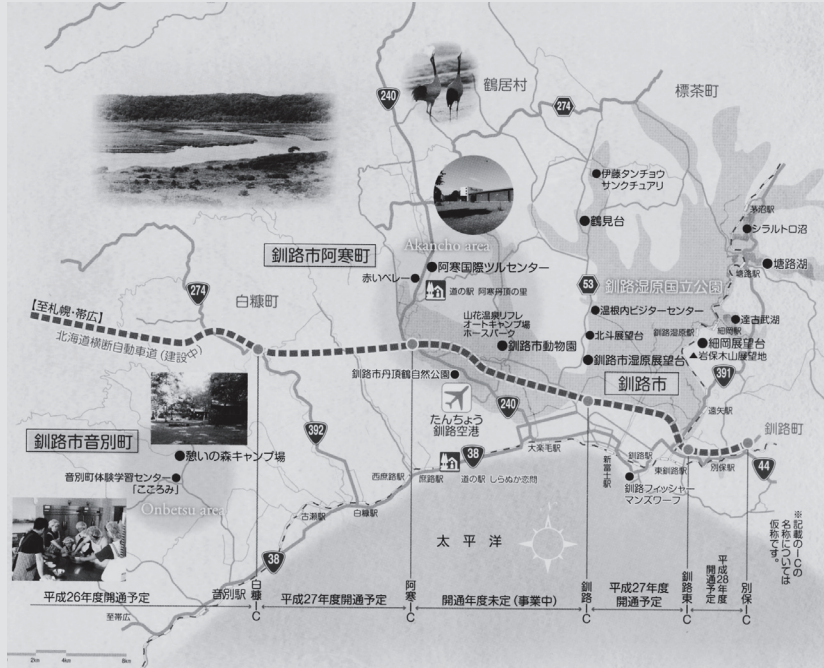 240
鶴居村
274
標茶町
伊藤タンチョウ
サンクチュアリ
鶴見台
茅沼駅
シラルトロ沼
塘路駅
塘路湖
釧路市阿寒町
Akancho area
阿寒国際ツルセンター
赤いベレー
道の駅 阿寒丹頂の里
53
釧路湿原国立公園
274
白糠町
【至札幌・帯広】
北海道横断自動車道(建設中)
山花温泉リフレ
オートキャンプ場
ホースパーク
釧路市動物園
温根内ビジターセンター
北斗展望台
釧路市湿原展望台
釧路湿原駅
達古武湖
細岡駅
細岡展望台
岩保木山展望地
391
釧路市丹頂鶴自然公園
たんちょう
釧路空港
240
釧路市
遠矢駅
釧路町
釧路市音別町
憩いの森キャンプ場
音別町体験学習センター
「こころみ」
Onbetsu area
392
38
西庶路駅
庶路駅
道の駅 しらぬか恋問
大楽毛駅
新富士駅
釧路駅
東釧路駅
別保駅
44
釧路フィッシャー
マンズワーフ
古瀬駅
白糠駅
38
音別駅
至帯広
太平洋
※記載のICの
名称については
仮称です。
平成26年度開通予定
白糠IC
平成27年度開通予定
阿寒IC
開通年度未定(事業中)
釧路IC
平成27年度
開通予定
釧路東IC
平成28年度
開通予定
別保IC
2km 4km 8km